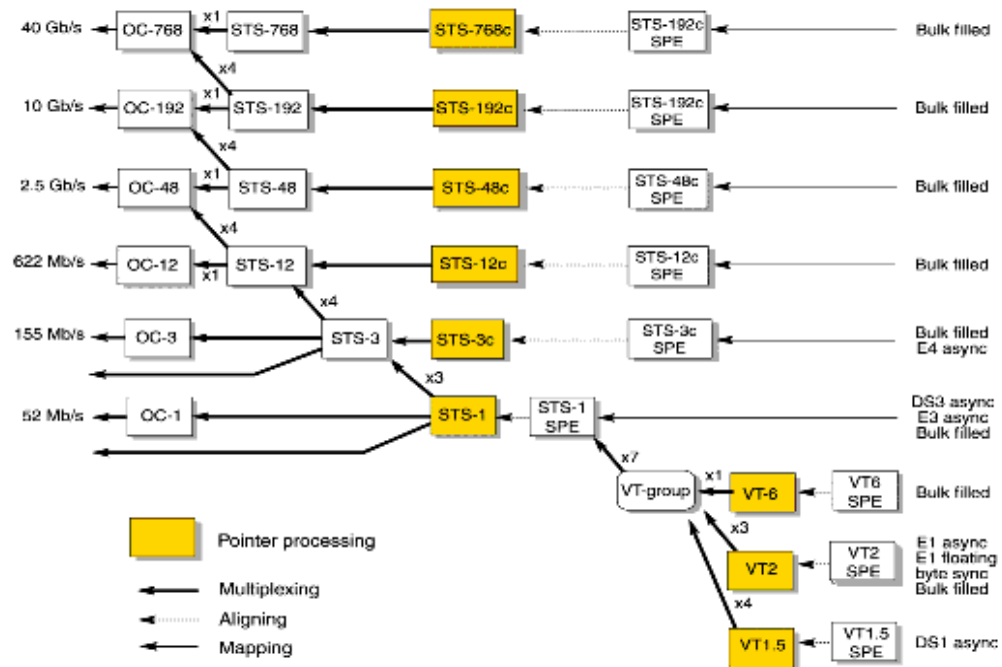 40 Gb/s OC-768 x1 STS-768 STS-768c STS-192c SPE Bulk filled
x4
10 Gb/s OC-192 x1 STS-192 STS-192c STS-192c SPE Bulk filled
x4
2.5 Gb/s OC-48 x1 STS-48 STS-48c STS-48c SPE Bulk filled
x4
622 Mb/s OC-12 x1 STS-12 STS-12c STS-12c SPE Bulk filled
x4
155 Mb/s OC-3 STS-3 STS-3c STS-3c SPE Bulk filled
E4 async
x3
52 Mb/s OC-1 STS-1 STS-1 SPE DS3 async
E3 async
Bulk filled
x7
VT-group x1 VT-6 VT6 SPE Bulk filled
x3
VT2 VT2 SPE E1 async
E1 floating
byte sync
Bulk filled
x4
VT1.5 VT1.5 SPE DS1 async
Pointer processing
Multiplexing
Aligning
Mapping